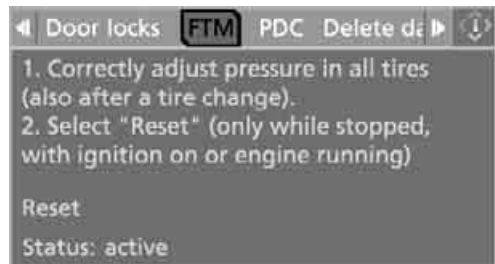 Door locks FTM PDC Delete da
1. Correctly adjust pressure in all tires
(also after a tire change).
2. Select "Reset" (only while stopped,
with ignition on or engine running)
Reset
Status: active